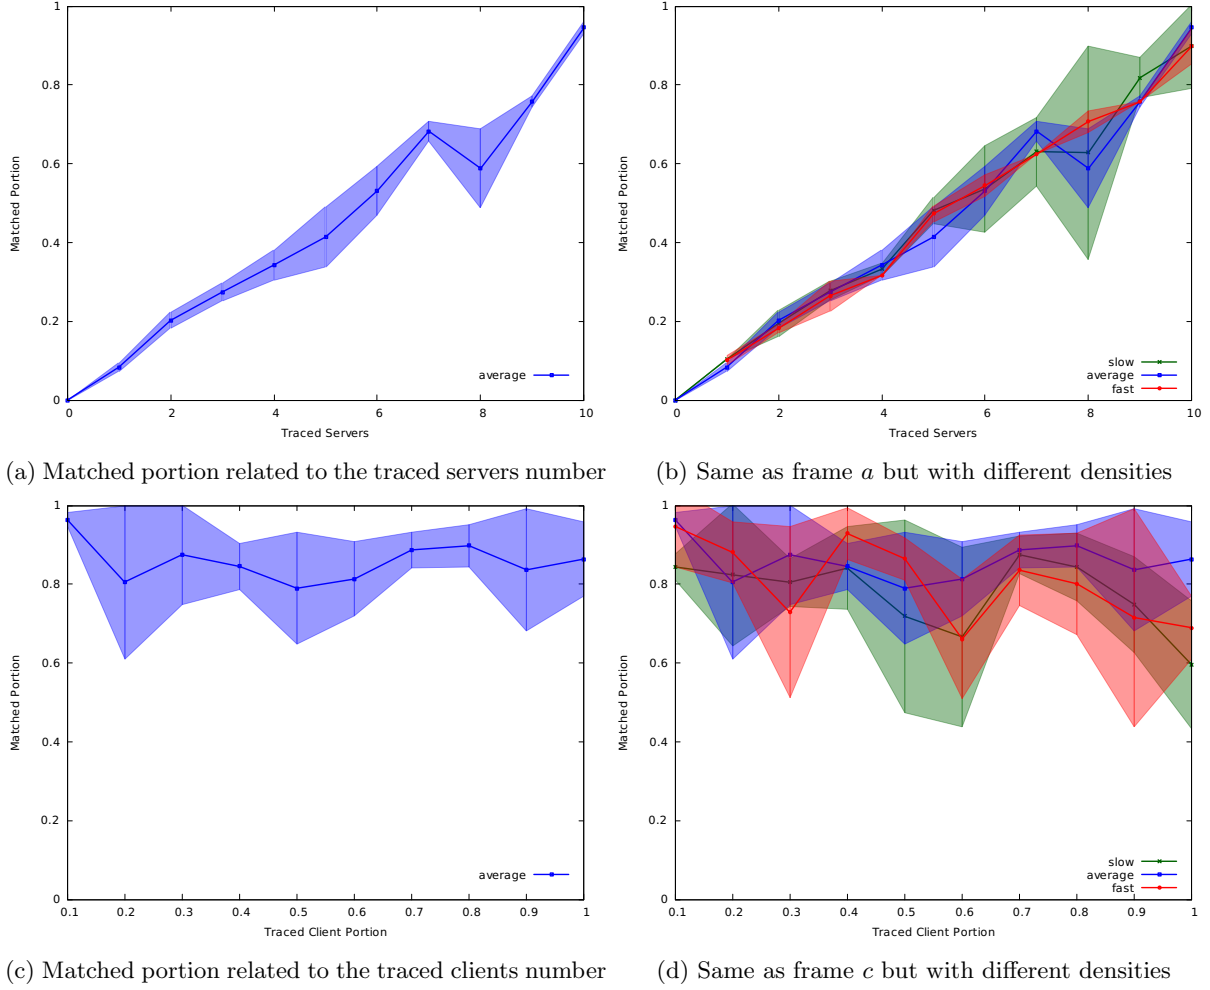 1
0.8
0.6
0.4
0.2
0
Matched Portion
0 2 4 6 8 10
Traced Servers
average
(a) Matched portion related to the traced servers number
1
0.8
0.6
0.4
0.2
0
Matched Portion
0 2 4 6 8 10
Traced Servers
slow
average
fast
(b) Same as frame a but with different densities
1
0.8
0.6
0.4
0.2
0
Matched Portion
0.1 0.2 0.3 0.4 0.5 0.6 0.7 0.8 0.9 1
Traced Client Portion
average
(c) Matched portion related to the traced clients number
1
0.8
0.6
0.4
0.2
0
Matched Portion
0.1 0.2 0.3 0.4 0.5 0.6 0.7 0.8 0.9 1
Traced Client Portion
slow
average
fast
(d) Same as frame c but with different densities